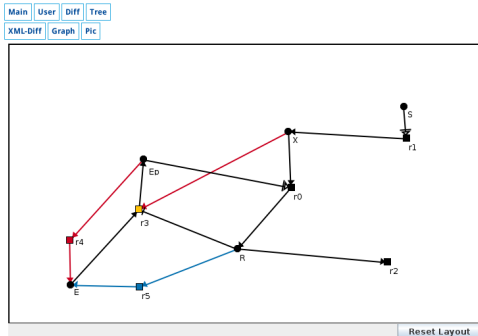 Main User Diff Tree
XML-Diff Graph Pic
S
r1
X
Ep
r0
r3
r4
R
r2
E
r5
Reset Layout